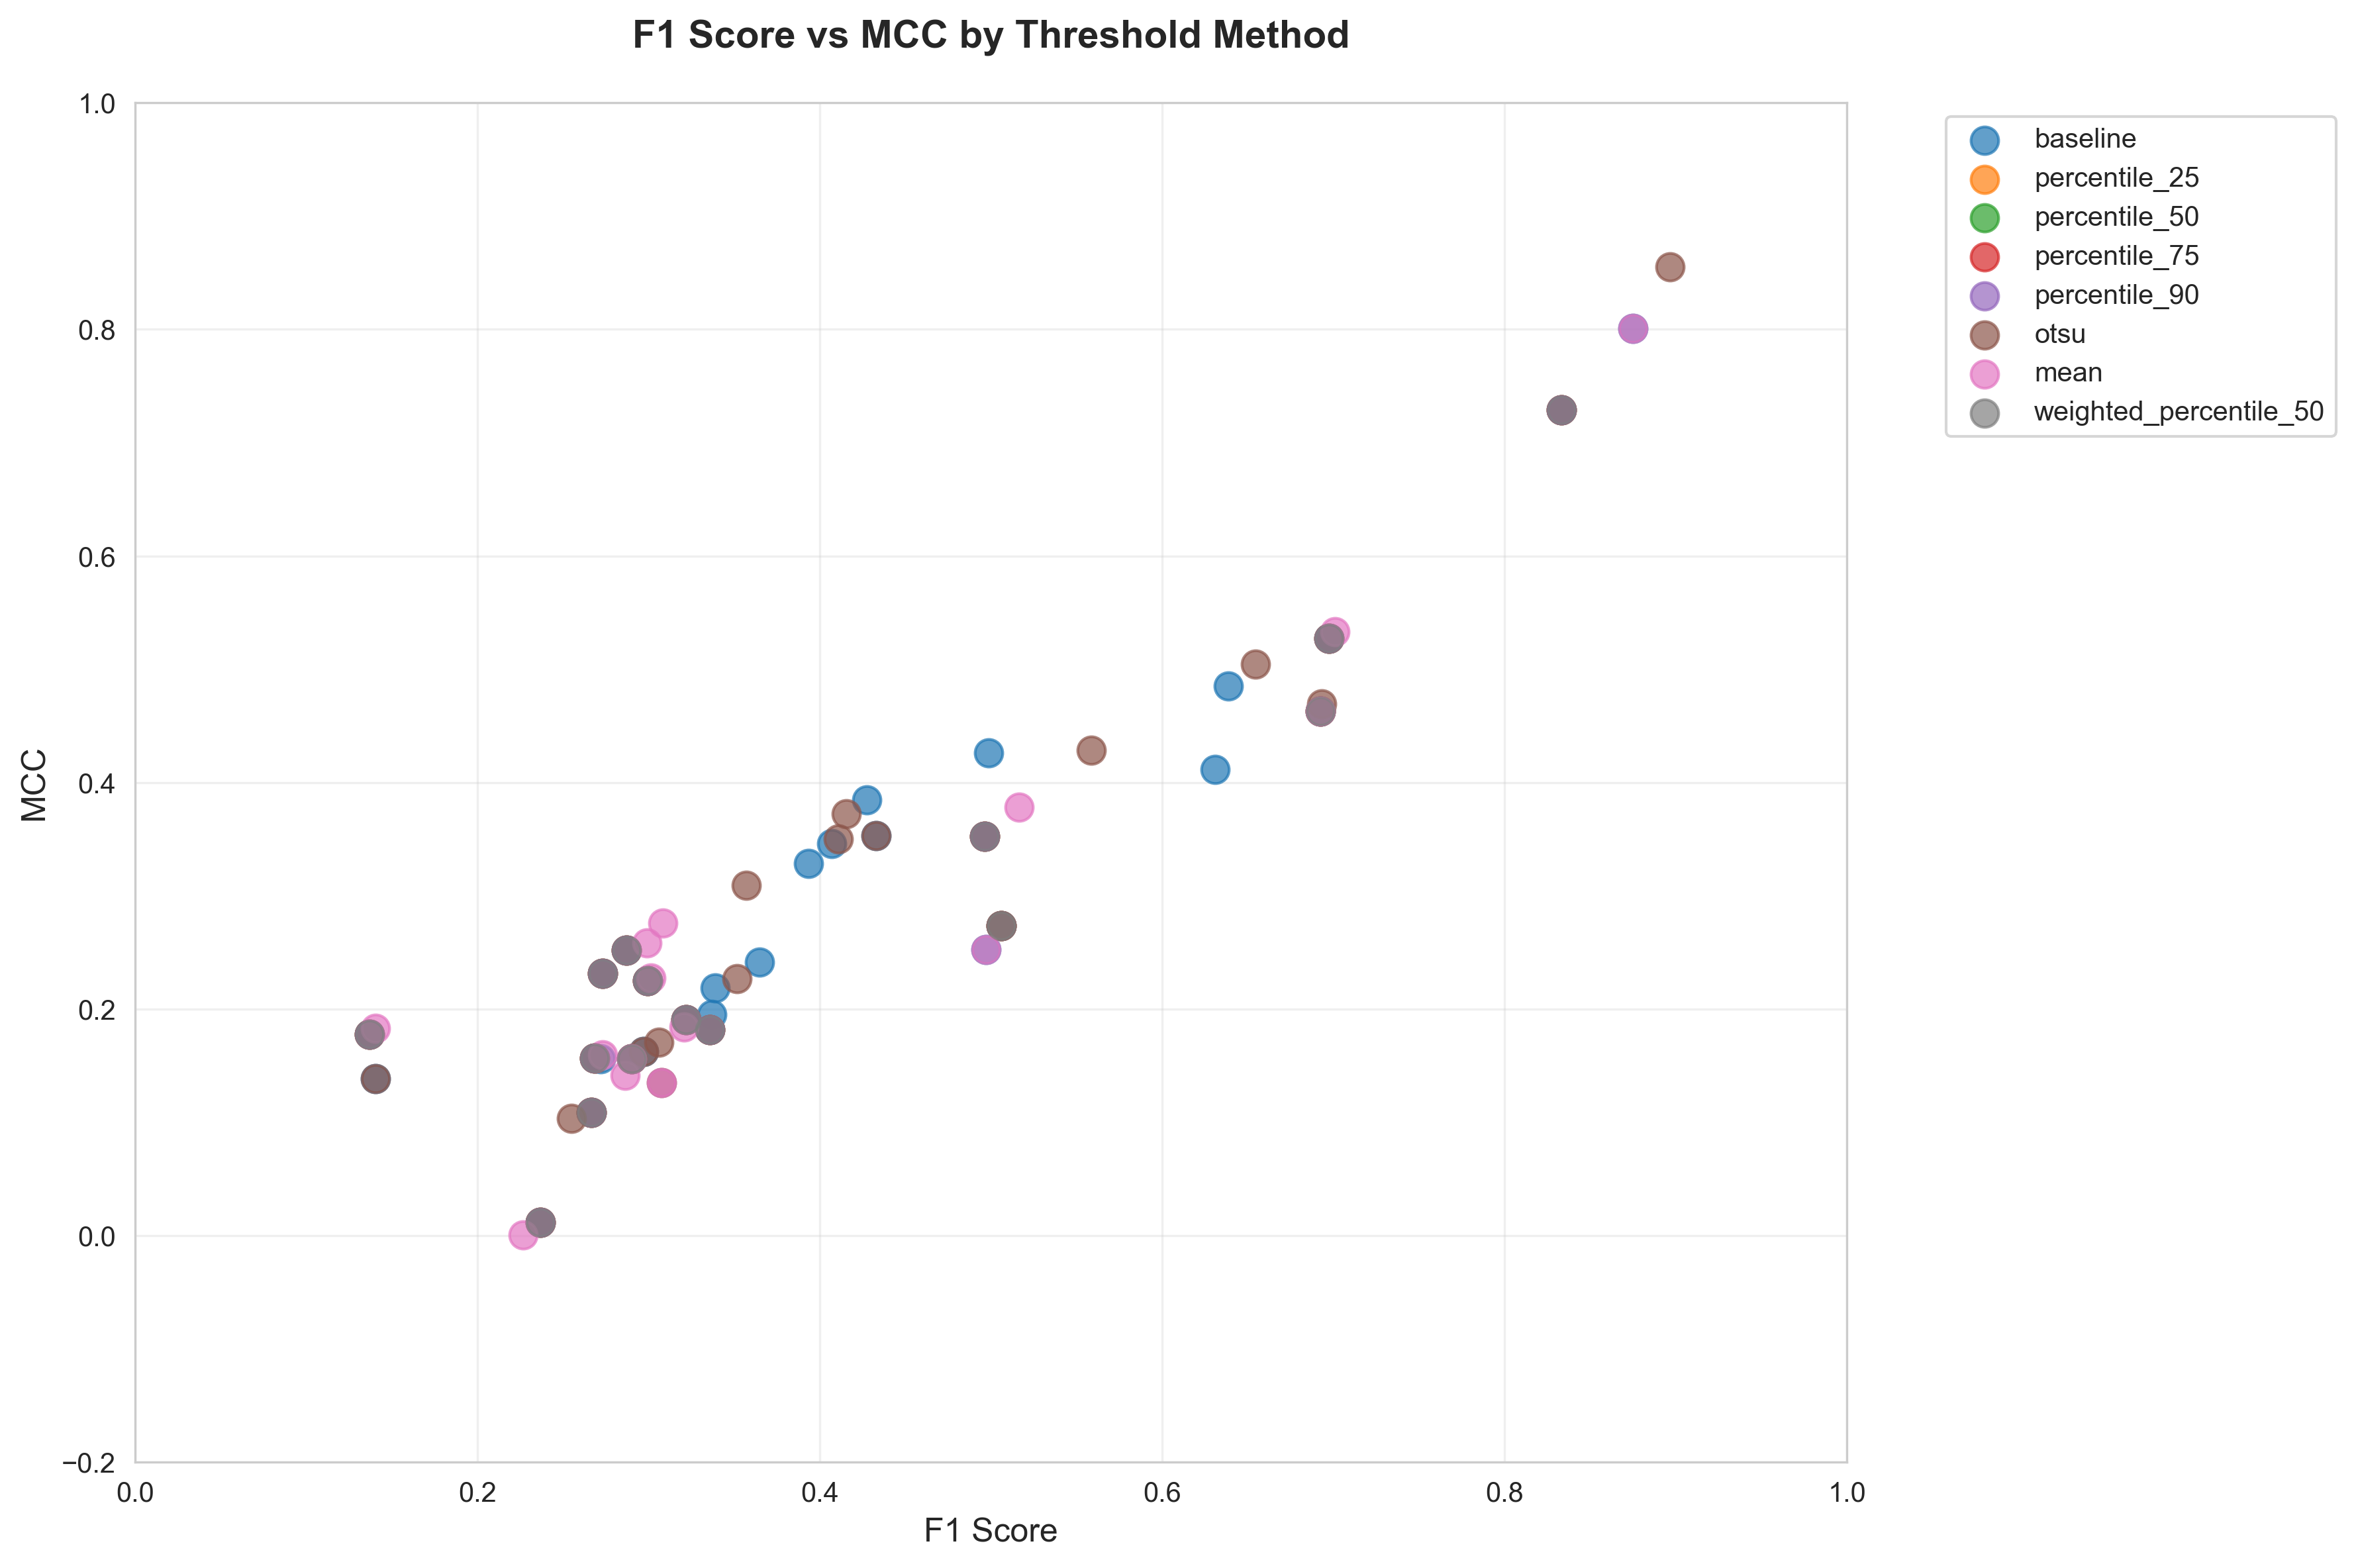 F1 Score vs MCC by Threshold Method
1.0
0.8
0.6
0.4
0.2
0.0
−0.2
MCC
0.0
0.2
0.4
0.6
0.8
1.0
F1 Score
baseline
percentile_25
percentile_50
percentile_75
percentile_90
otsu
mean
weighted_percentile_50